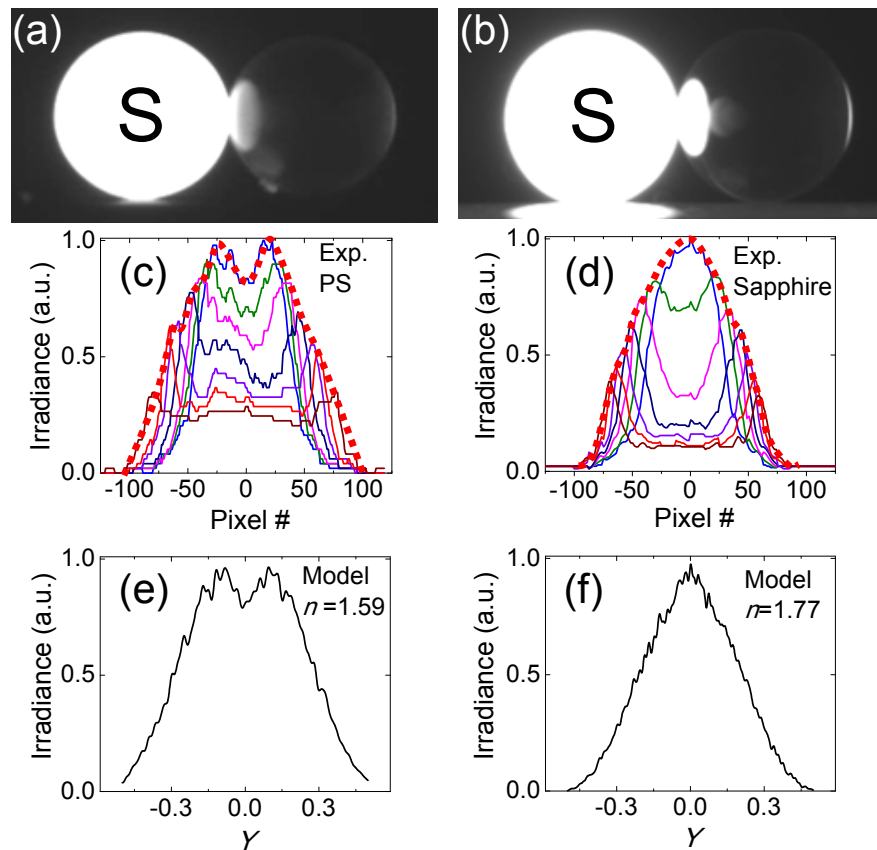 (a)
S
(b)
S
(c)
Exp.
PS
Irradiance (a.u.)
1.0
0.5
0.0
-100 -50 0 50 100
Pixel #
(d)
Exp.
Sapphire
Irradiance (a.u.)
1.0
0.5
0.0
-100 -50 0 50 100
Pixel #
(e)
Model
n =1.59
Irradiance (a.u.)
1.0
0.5
0.0
-0.3 0.0 0.3
Y
(f)
Model
n=1.77
Irradiance (a.u.)
1.0
0.5
0.0
-0.3 0.0 0.3
Y